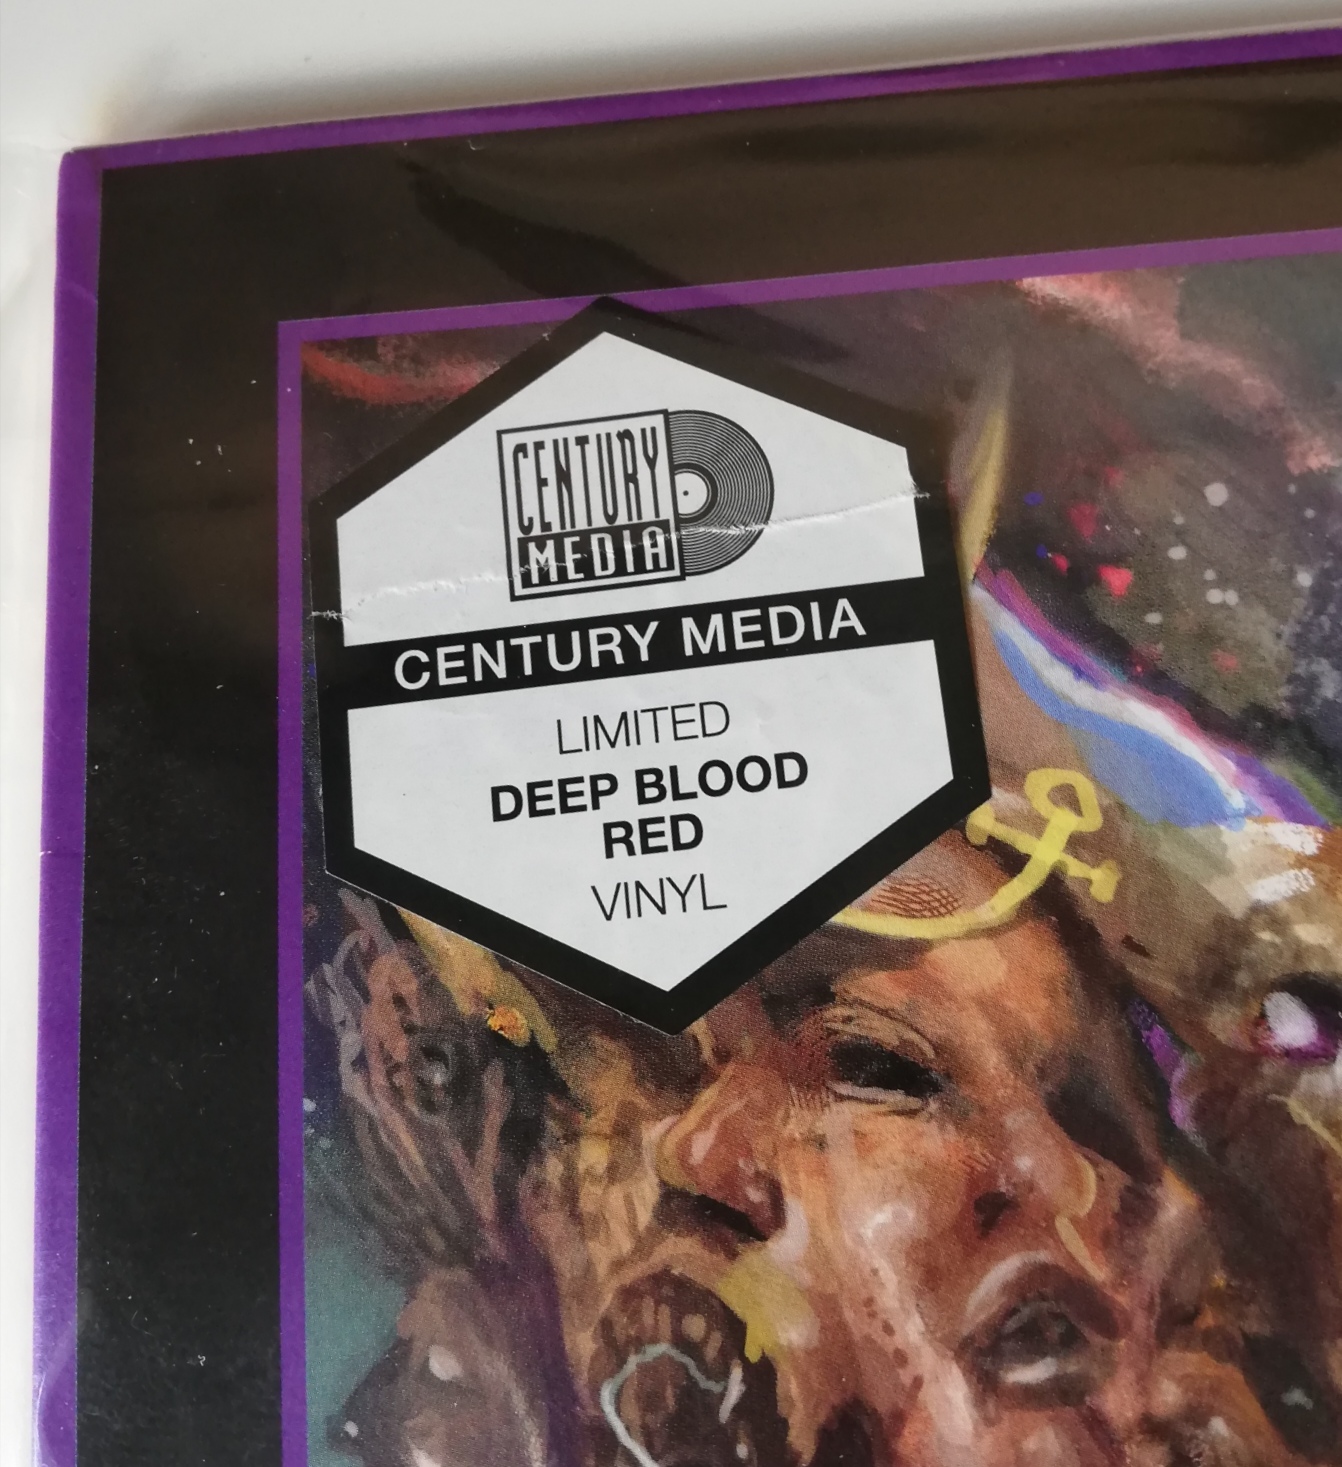 CENTURY
MEDIA
CENTURY MEDIA
LIMITED
DEEP BLOOD
RED
VINYL